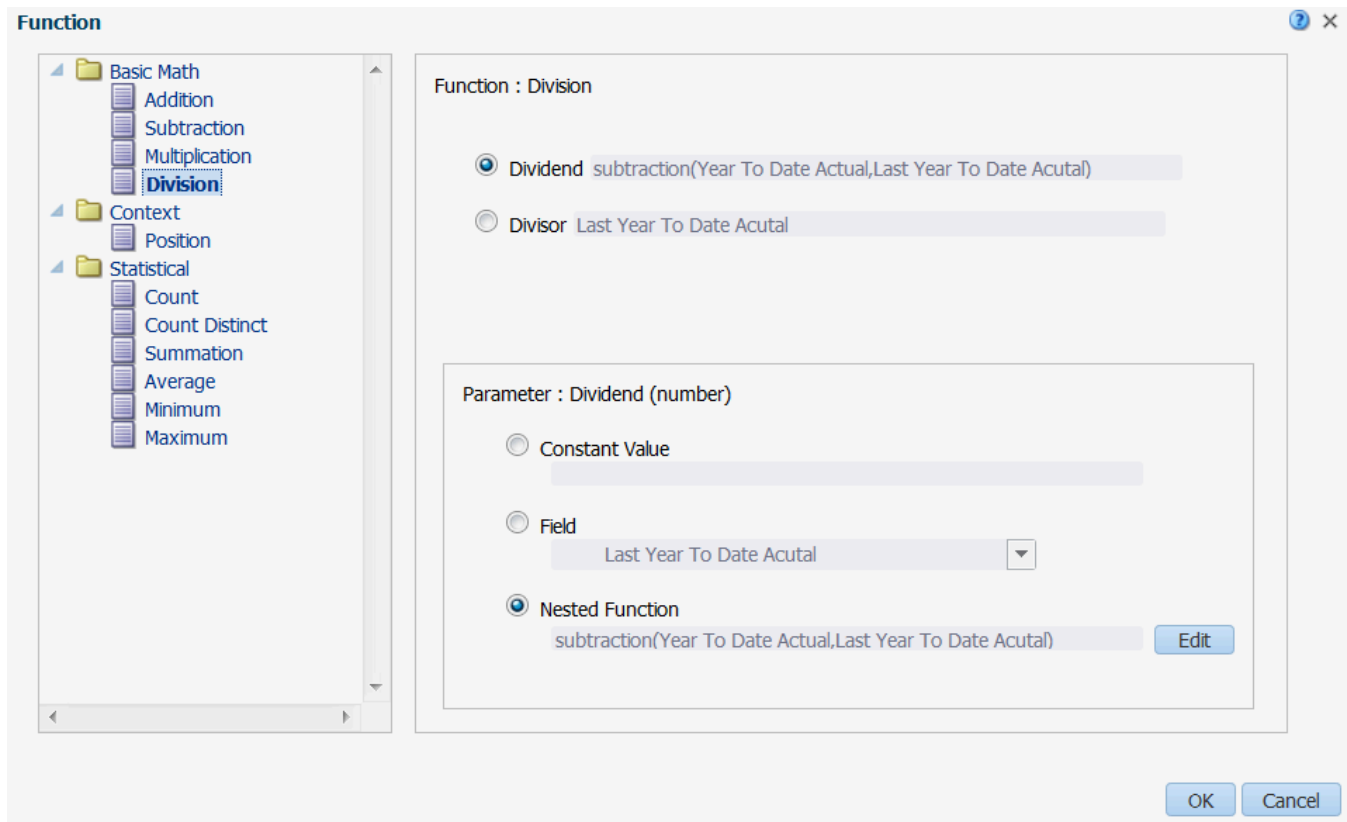 Function
Basic Math
Addition
Subtraction
Multiplication
Division
Context
Position
Statistical
Count
Count Distinct
Summation
Average
Minimum
Maximum
Function : Division
Dividend subtraction(Year To Date Actual,Last Year To Date Acutal)
Divisor Last Year To Date Acutal
Parameter : Dividend (number)
Constant Value
Field
Last Year To Date Acutal
Nested Function
subtraction(Year To Date Actual,Last Year To Date Acutal)
Edit
OK
Cancel